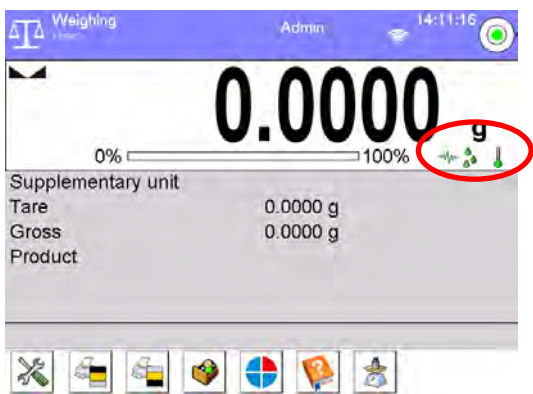 Weighing
Admin
14:11:16
0.0000 g
0% 100%
Supplementary unit
Tare 0.0000 g
Gross 0.0000 g
Product